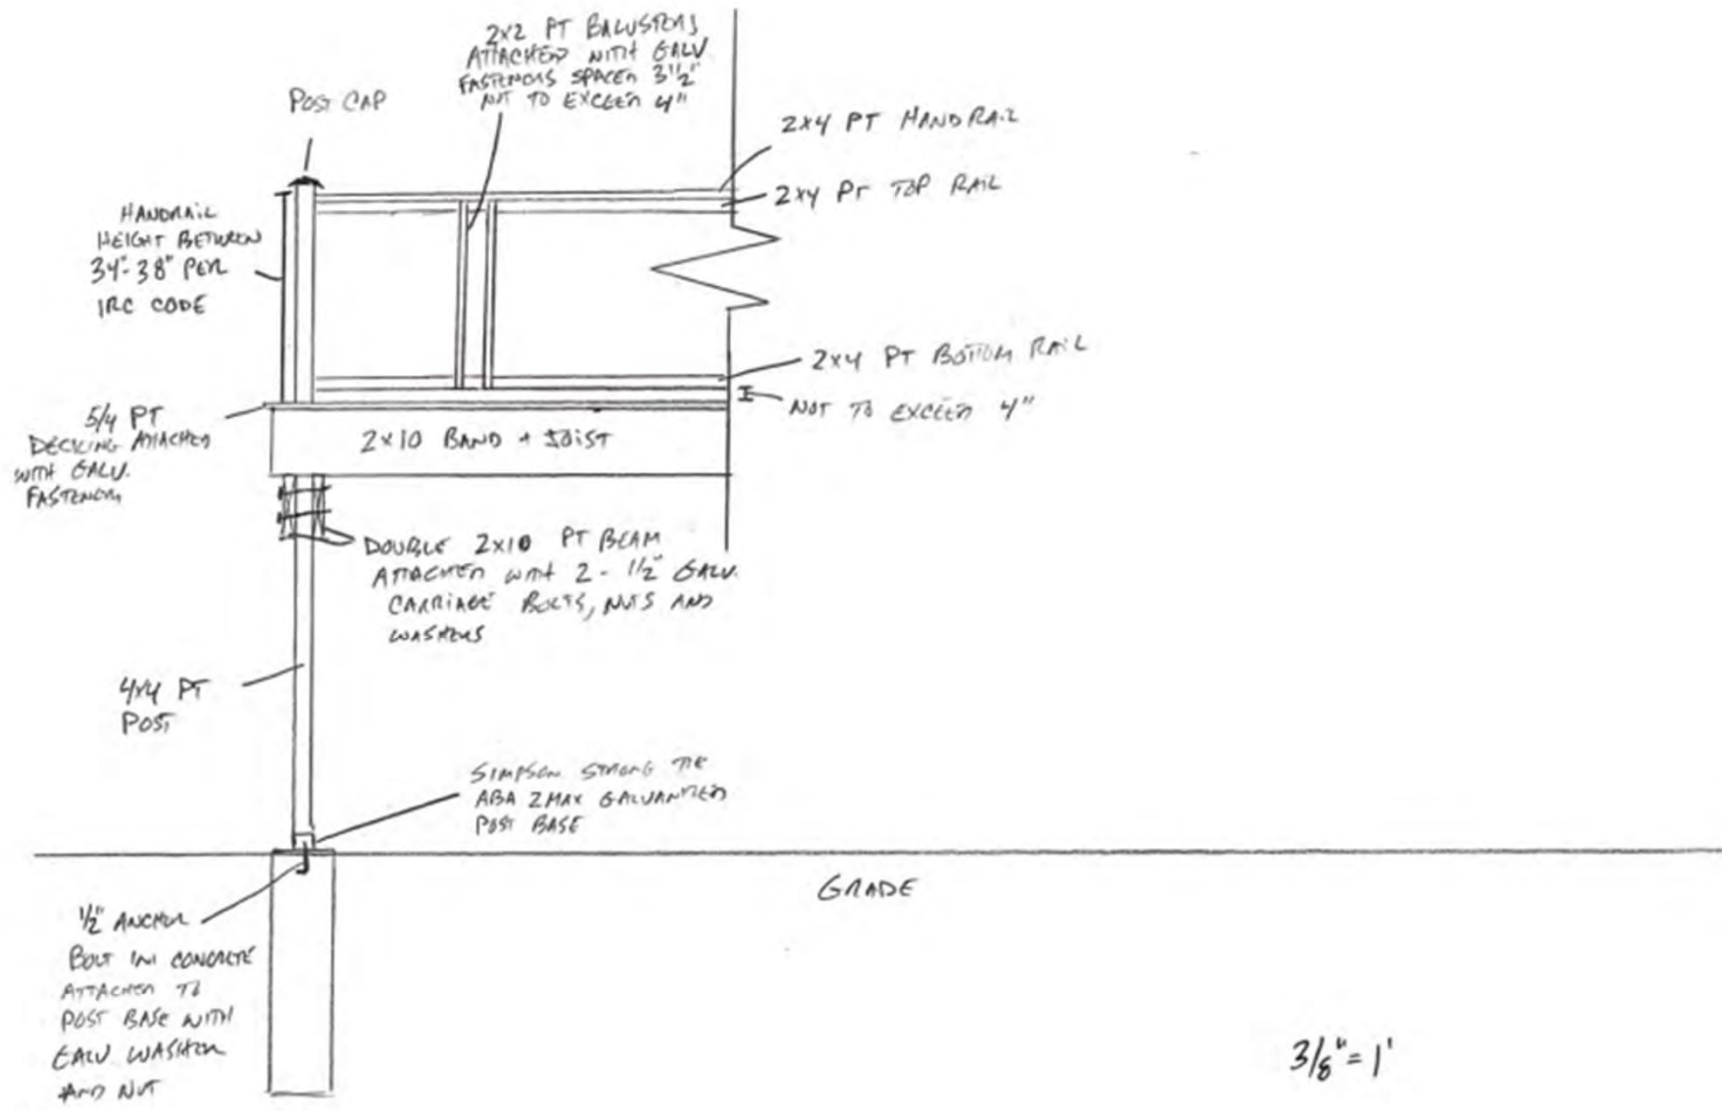 2x2 PT BALUSTERS
ATTACHED WITH GALV
FASTENERS SPACED 3 1/2"
NOT TO EXCEED 4"
POST CAP
2x4 PT HANDRAIL
2x4 PT TOP RAIL
HANDRAIL
HEIGHT BETWEEN
34"-38" PER
IRC CODE
2x4 PT BOTTOM RAIL
NOT TO EXCEED 4"
5/4 PT
DECKING ATTACHED
WITH GALV.
FASTENERS
2x10 BAND + JOIST
DOUBLE 2x10 PT BEAM
ATTACHED WITH 2 - 1/2" GALV.
CARRIAGE BOLTS, NUTS AND
WASHERS
4x4 PT
POST
SIMPSON STRONG TIE
ABA ZMAX GALVANIZED
POST BASE
GRADE
1/2" ANCHOR
BOLT IN CONCRETE
ATTACHED TO
POST BASE WITH
GALV. WASHER
AND NUT
3/8" = 1'